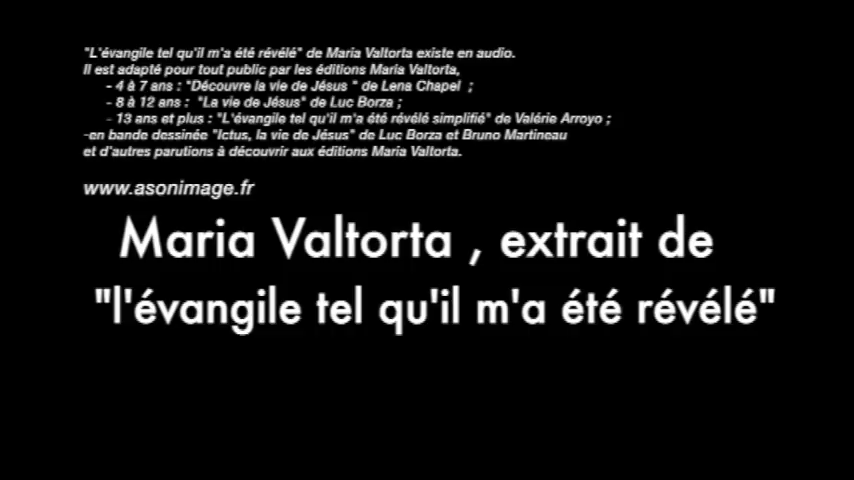 "L'évangile tel qu'il m'a été révélé" de Maria Valtorta existe en audio.
Il est adapté pour tout public par les éditions Maria Valtorta,
- 4 à 7 ans : "Découvre la vie de Jésus " de Lena Chapel ;
- 8 à 12 ans : "La vie de Jésus" de Luc Borza ;
- 13 ans et plus : "L'évangile tel qu'il m'a été révélé simplifié" de Valérie Arroyo ;
-en bande dessinée "Ictus, la vie de Jésus" de Luc Borza et Bruno Martineau
et d'autres parutions à découvrir aux éditions Maria Valtorta.
www.asonimage.fr
Maria Valtorta , extrait de
"l'évangile tel qu'il m'a été révélé"